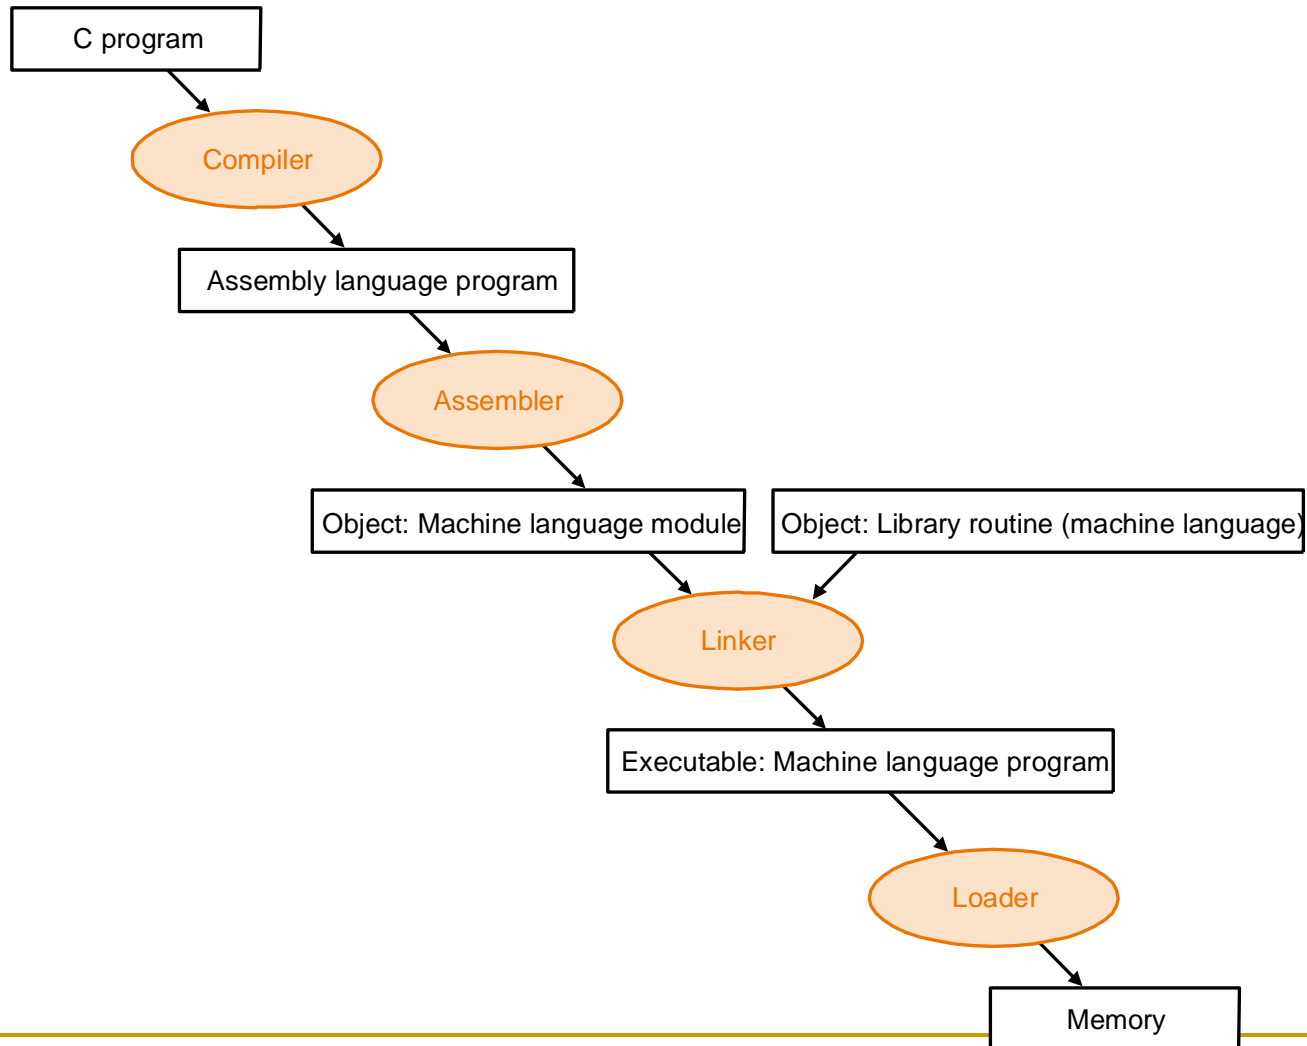 C program
Compiler
Assembly language program
Assembler
Object: Machine language module
Object: Library routine (machine language)
Linker
Executable: Machine language program
Loader
Memory